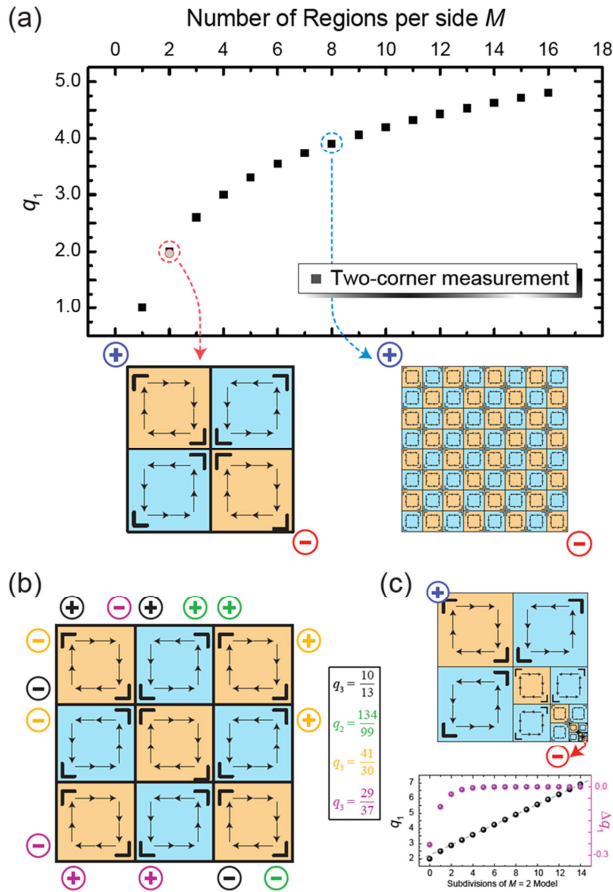 (a)
Number of Regions per side M
0 2 4 6 8 10 12 14 16 18
5.0
4.0
3.0
2.0
1.0
q1
Two-corner measurement
+
+
−
−
(b)
+ − + + +
−
−
−
−
+
+
+ + − −
q3 = 10/13
q2 = 134/99
q3 = 41/30
q3 = 29/37
(c)
+
−
7
6
5
4
3
2
1
q1
0.0
-0.3
Δq1
0 2 4 6 8 10 12 14
Subdivisions of M = 2 Model